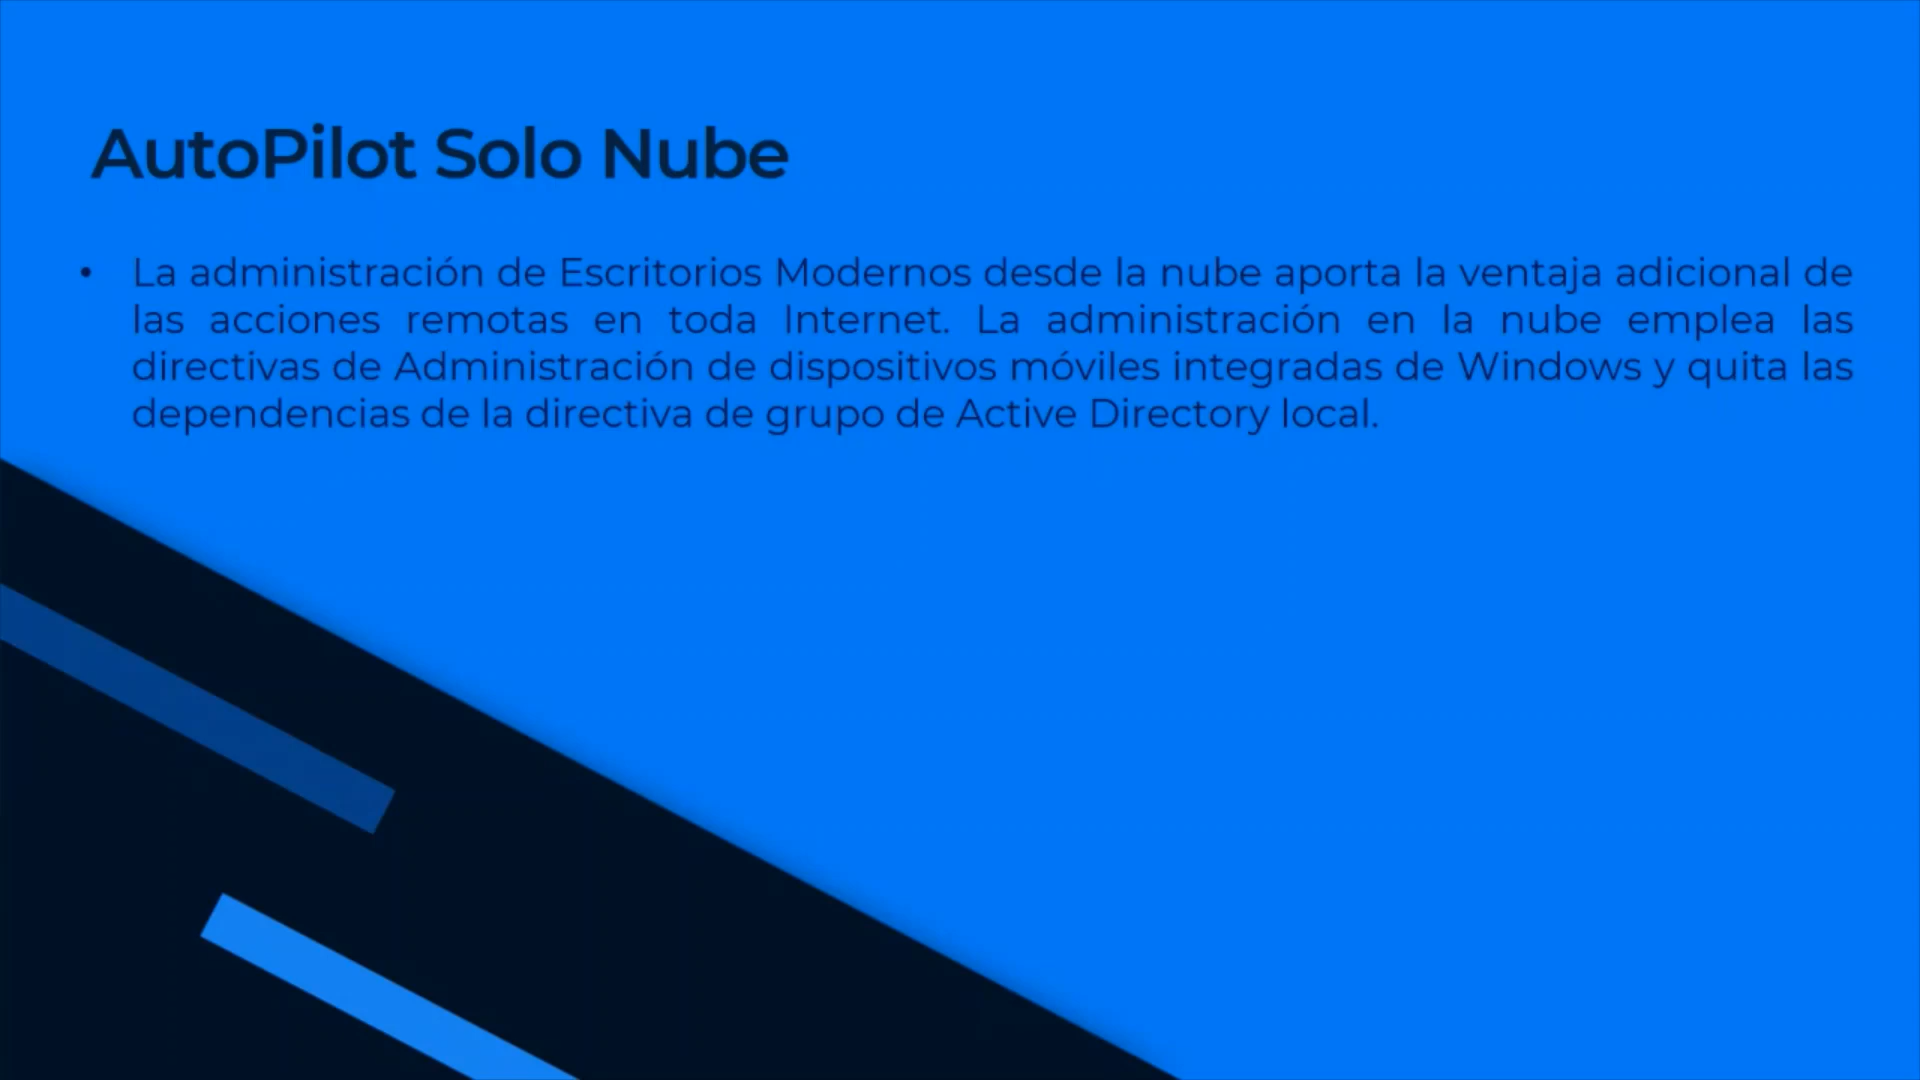 AutoPilot Solo Nube
• La administración de Escritorios Modernos desde la nube aporta la ventaja adicional de
las acciones remotas en toda Internet. La administración en la nube emplea las
directivas de Administración de dispositivos móviles integradas de Windows y quita las
dependencias de la directiva de grupo de Active Directory local.